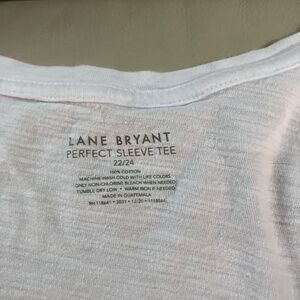 LANE BRYANT
PERFECT SLEEVE TEE
22/24
100% COTTON
MACHINE WASH COLD WITH LIKE COLORS
ONLY NON-CHLORINE BLEACH WHEN NEEDED
TUMBLE DRY LOW • WARM IRON IF NEEDED
MADE IN GUATEMALA